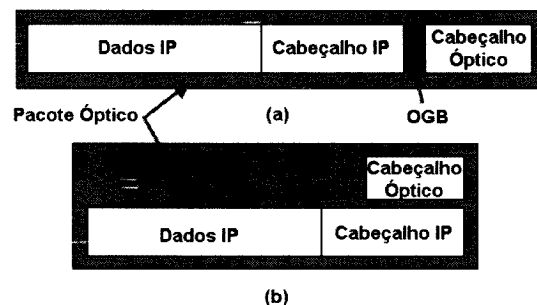 Dados IP
Cabeçalho IP
Cabeçalho
Óptico
Pacote Óptico
(a)
OGB
Cabeçalho
Óptico
Dados IP
Cabeçalho IP
(b)